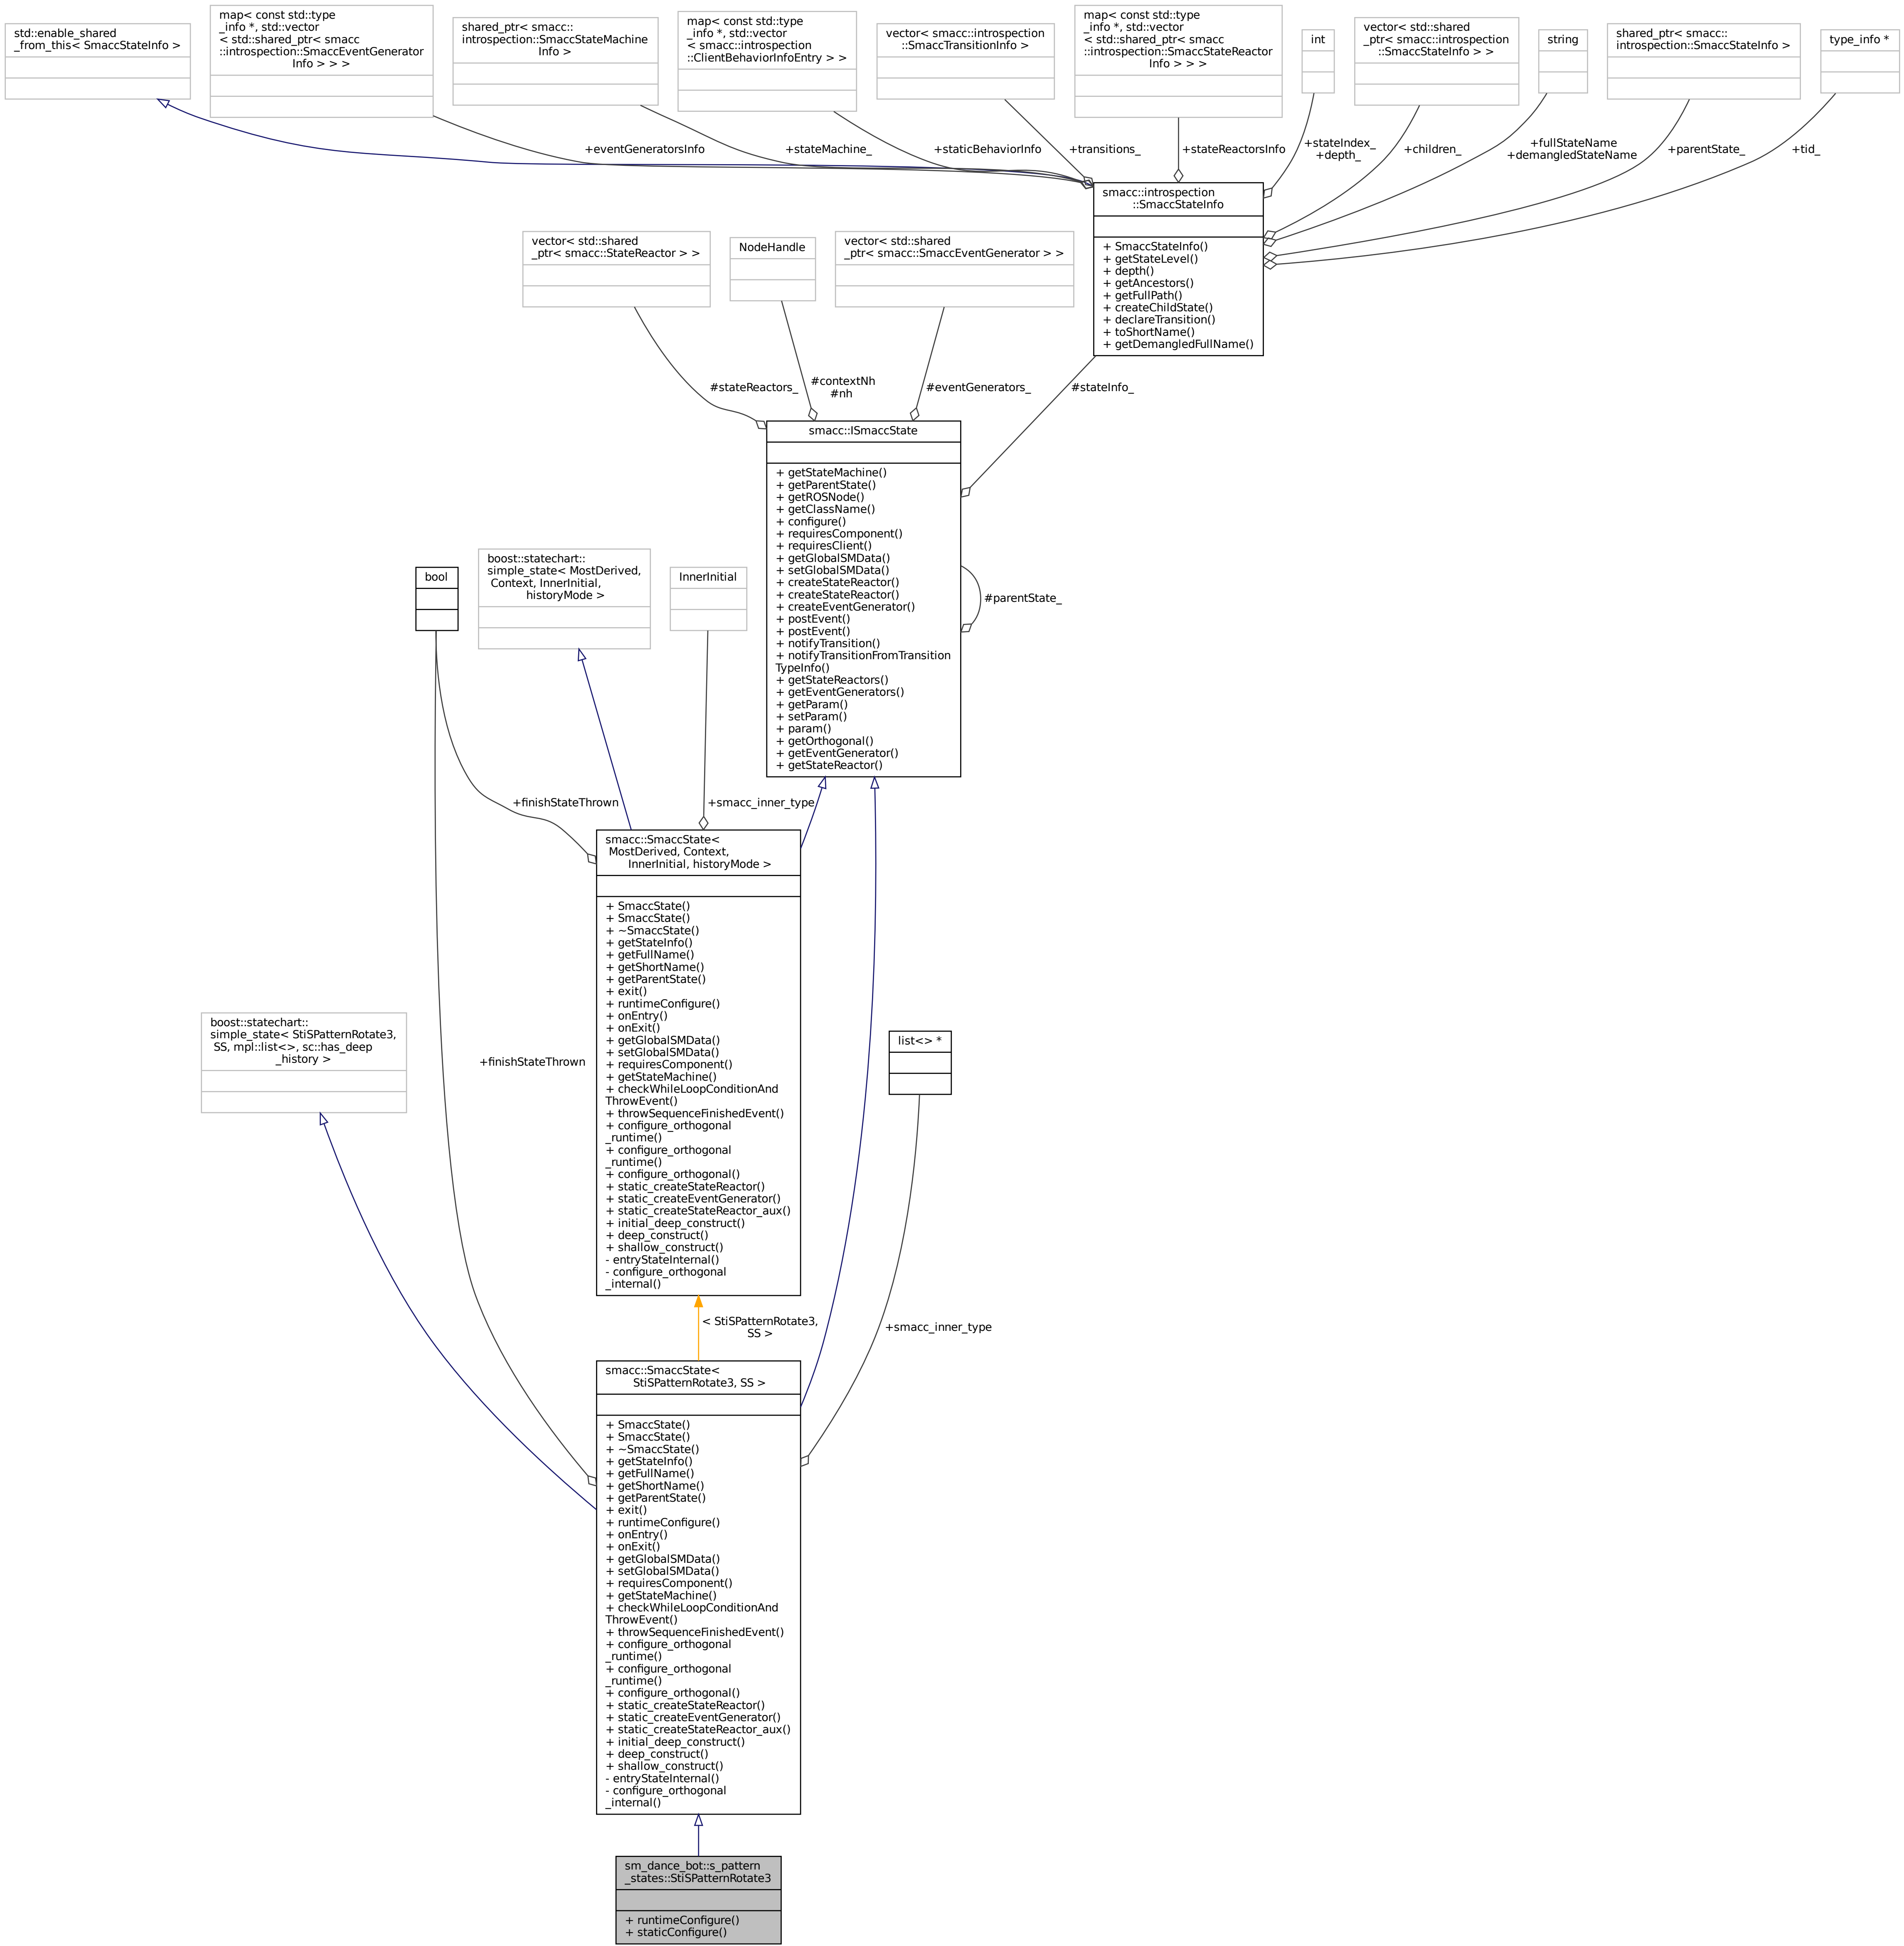 std::enable_shared
_from_this< SmaccStateInfo >
map< const std::type
_info *, std::vector
< std::shared_ptr< smacc
::introspection::SmaccEventGenerator
Info > > >
shared_ptr< smacc::
introspection::SmaccStateMachine
Info >
map< const std::type
_info *, std::vector
< smacc::introspection
::ClientBehaviorInfoEntry > >
vector< smacc::introspection
::SmaccTransitionInfo >
map< const std::type
_info *, std::vector
< std::shared_ptr< smacc
::introspection::SmaccStateReactor
Info > > >
int
vector< std::shared
_ptr< smacc::introspection
::SmaccStateInfo > >
string
shared_ptr< smacc::
introspection::SmaccStateInfo >
type_info *
+eventGeneratorsInfo
+stateMachine_
+staticBehaviorInfo
+transitions_
+stateReactorsInfo
+stateIndex_
+depth_
+children_
+fullStateName
+demangledStateName
+parentState_
+tid_
smacc::introspection
::SmaccStateInfo
+ SmaccStateInfo()
+ getStateLevel()
+ depth()
+ getAncestors()
+ getFullPath()
+ createChildState()
+ declareTransition()
+ toShortName()
+ getDemangledFullName()
vector< std::shared
_ptr< smacc::StateReactor > >
NodeHandle
vector< std::shared
_ptr< smacc::SmaccEventGenerator > >
#stateReactors_
#contextNh
#nh
#eventGenerators_
#stateInfo_
smacc::ISmaccState
+ getStateMachine()
+ getParentState()
+ getROSNode()
+ getClassName()
+ configure()
+ requiresComponent()
+ requiresClient()
+ getGlobalSMData()
+ setGlobalSMData()
+ createStateReactor()
+ createStateReactor()
+ createEventGenerator()
+ postEvent()
+ postEvent()
+ notifyTransition()
+ notifyTransitionFromTransition
TypeInfo()
+ getStateReactors()
+ getEventGenerators()
+ getParam()
+ setParam()
+ param()
+ getOrthogonal()
+ getEventGenerator()
+ getStateReactor()
#parentState_
bool
boost::statechart::
simple_state< MostDerived,
Context, InnerInitial,
historyMode >
InnerInitial
+finishStateThrown
+smacc_inner_type
smacc::SmaccState<
MostDerived, Context,
InnerInitial, historyMode >
+ SmaccState()
+ SmaccState()
+ ~SmaccState()
+ getStateInfo()
+ getFullName()
+ getShortName()
+ getParentState()
+ exit()
+ runtimeConfigure()
+ onEntry()
+ onExit()
+ getGlobalSMData()
+ setGlobalSMData()
+ requiresComponent()
+ getStateMachine()
+ checkWhileLoopConditionAnd
ThrowEvent()
+ throwSequenceFinishedEvent()
+ configure_orthogonal
_runtime()
+ configure_orthogonal
_runtime()
+ configure_orthogonal()
+ static_createStateReactor()
+ static_createEventGenerator()
+ static_createStateReactor_aux()
+ initial_deep_construct()
+ deep_construct()
+ shallow_construct()
- entryStateInternal()
- configure_orthogonal
_internal()
boost::statechart::
simple_state< StiSPatternRotate3,
SS, mpl::list<>, sc::has_deep
_history >
+finishStateThrown
list<> *
< StiSPatternRotate3,
SS >
+smacc_inner_type
smacc::SmaccState<
StiSPatternRotate3, SS >
+ SmaccState()
+ SmaccState()
+ ~SmaccState()
+ getStateInfo()
+ getFullName()
+ getShortName()
+ getParentState()
+ exit()
+ runtimeConfigure()
+ onEntry()
+ onExit()
+ getGlobalSMData()
+ setGlobalSMData()
+ requiresComponent()
+ getStateMachine()
+ checkWhileLoopConditionAnd
ThrowEvent()
+ throwSequenceFinishedEvent()
+ configure_orthogonal
_runtime()
+ configure_orthogonal
_runtime()
+ configure_orthogonal()
+ static_createStateReactor()
+ static_createEventGenerator()
+ static_createStateReactor_aux()
+ initial_deep_construct()
+ deep_construct()
+ shallow_construct()
- entryStateInternal()
- configure_orthogonal
_internal()
sm_dance_bot::s_pattern
_states::StiSPatternRotate3
+ runtimeConfigure()
+ staticConfigure()